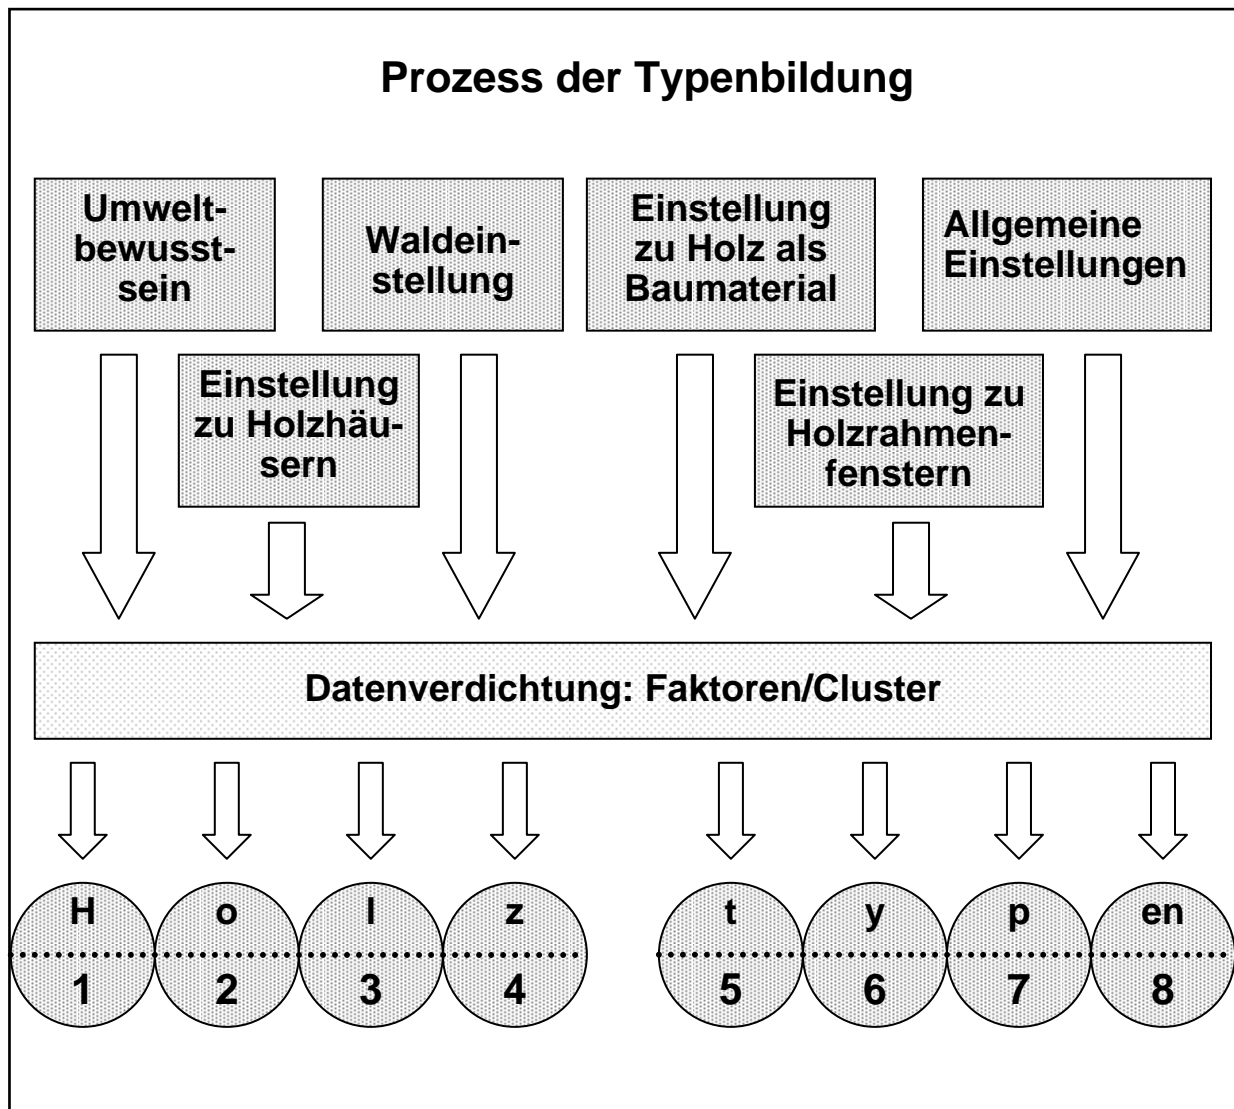 Prozess der Typenbildung
Umwelt-
bewusst-
sein
Waldein-
stellung
Einstellung
zu Holz als
Baumaterial
Allgemeine
Einstellungen
Einstellung
zu Holzhäu-
sern
Einstellung zu
Holzrahmen-
fenstern
Datenverdichtung: Faktoren/Cluster
H o l z t y p en
1 2 3 4 5 6 7 8